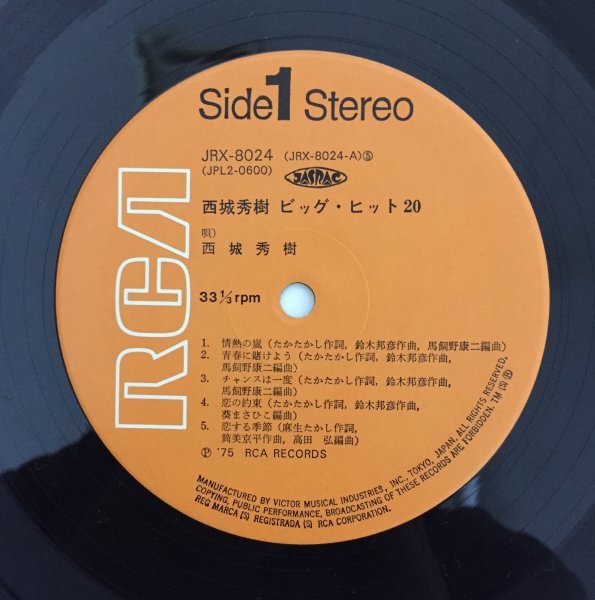 Side 1 Stereo
JRX-8024 (JRX-8024-A)⑤
(JPL2-0600) JASRAC
西城秀樹 ビッグ・ヒット20
唄)
西城秀樹
33⅓rpm
RCA
1. 情熱の嵐(たかたかし作詞, 鈴木邦彦作曲, 馬飼野康二編曲)
2. 青春に賭けよう(たかたかし作詞, 鈴木邦彦作曲,
馬飼野康二編曲)
3. チャンスは一度(たかたかし作詞, 鈴木邦彦作曲,
馬飼野康二編曲)
4. 恋の約束(たかたかし作詞, 鈴木邦彦作曲,
葵まさひこ編曲)
5. 恋する季節(麻生たかし作詞,
筒美京平作曲, 高田 弘編曲)
Ⓟ '75 RCA RECORDS
MANUFACTURED BY VICTOR MUSICAL INDUSTRIES, INC., TOKYO, JAPAN. ALL RIGHTS RESERVED,
COPYING, PUBLIC PERFORMANCE, BROADCASTING OF THESE RECORDS ARE FORBIDDEN. TM(S) Ⓡ
REG MARCA(S) REGISTRADA(S) RCA CORPORATION.